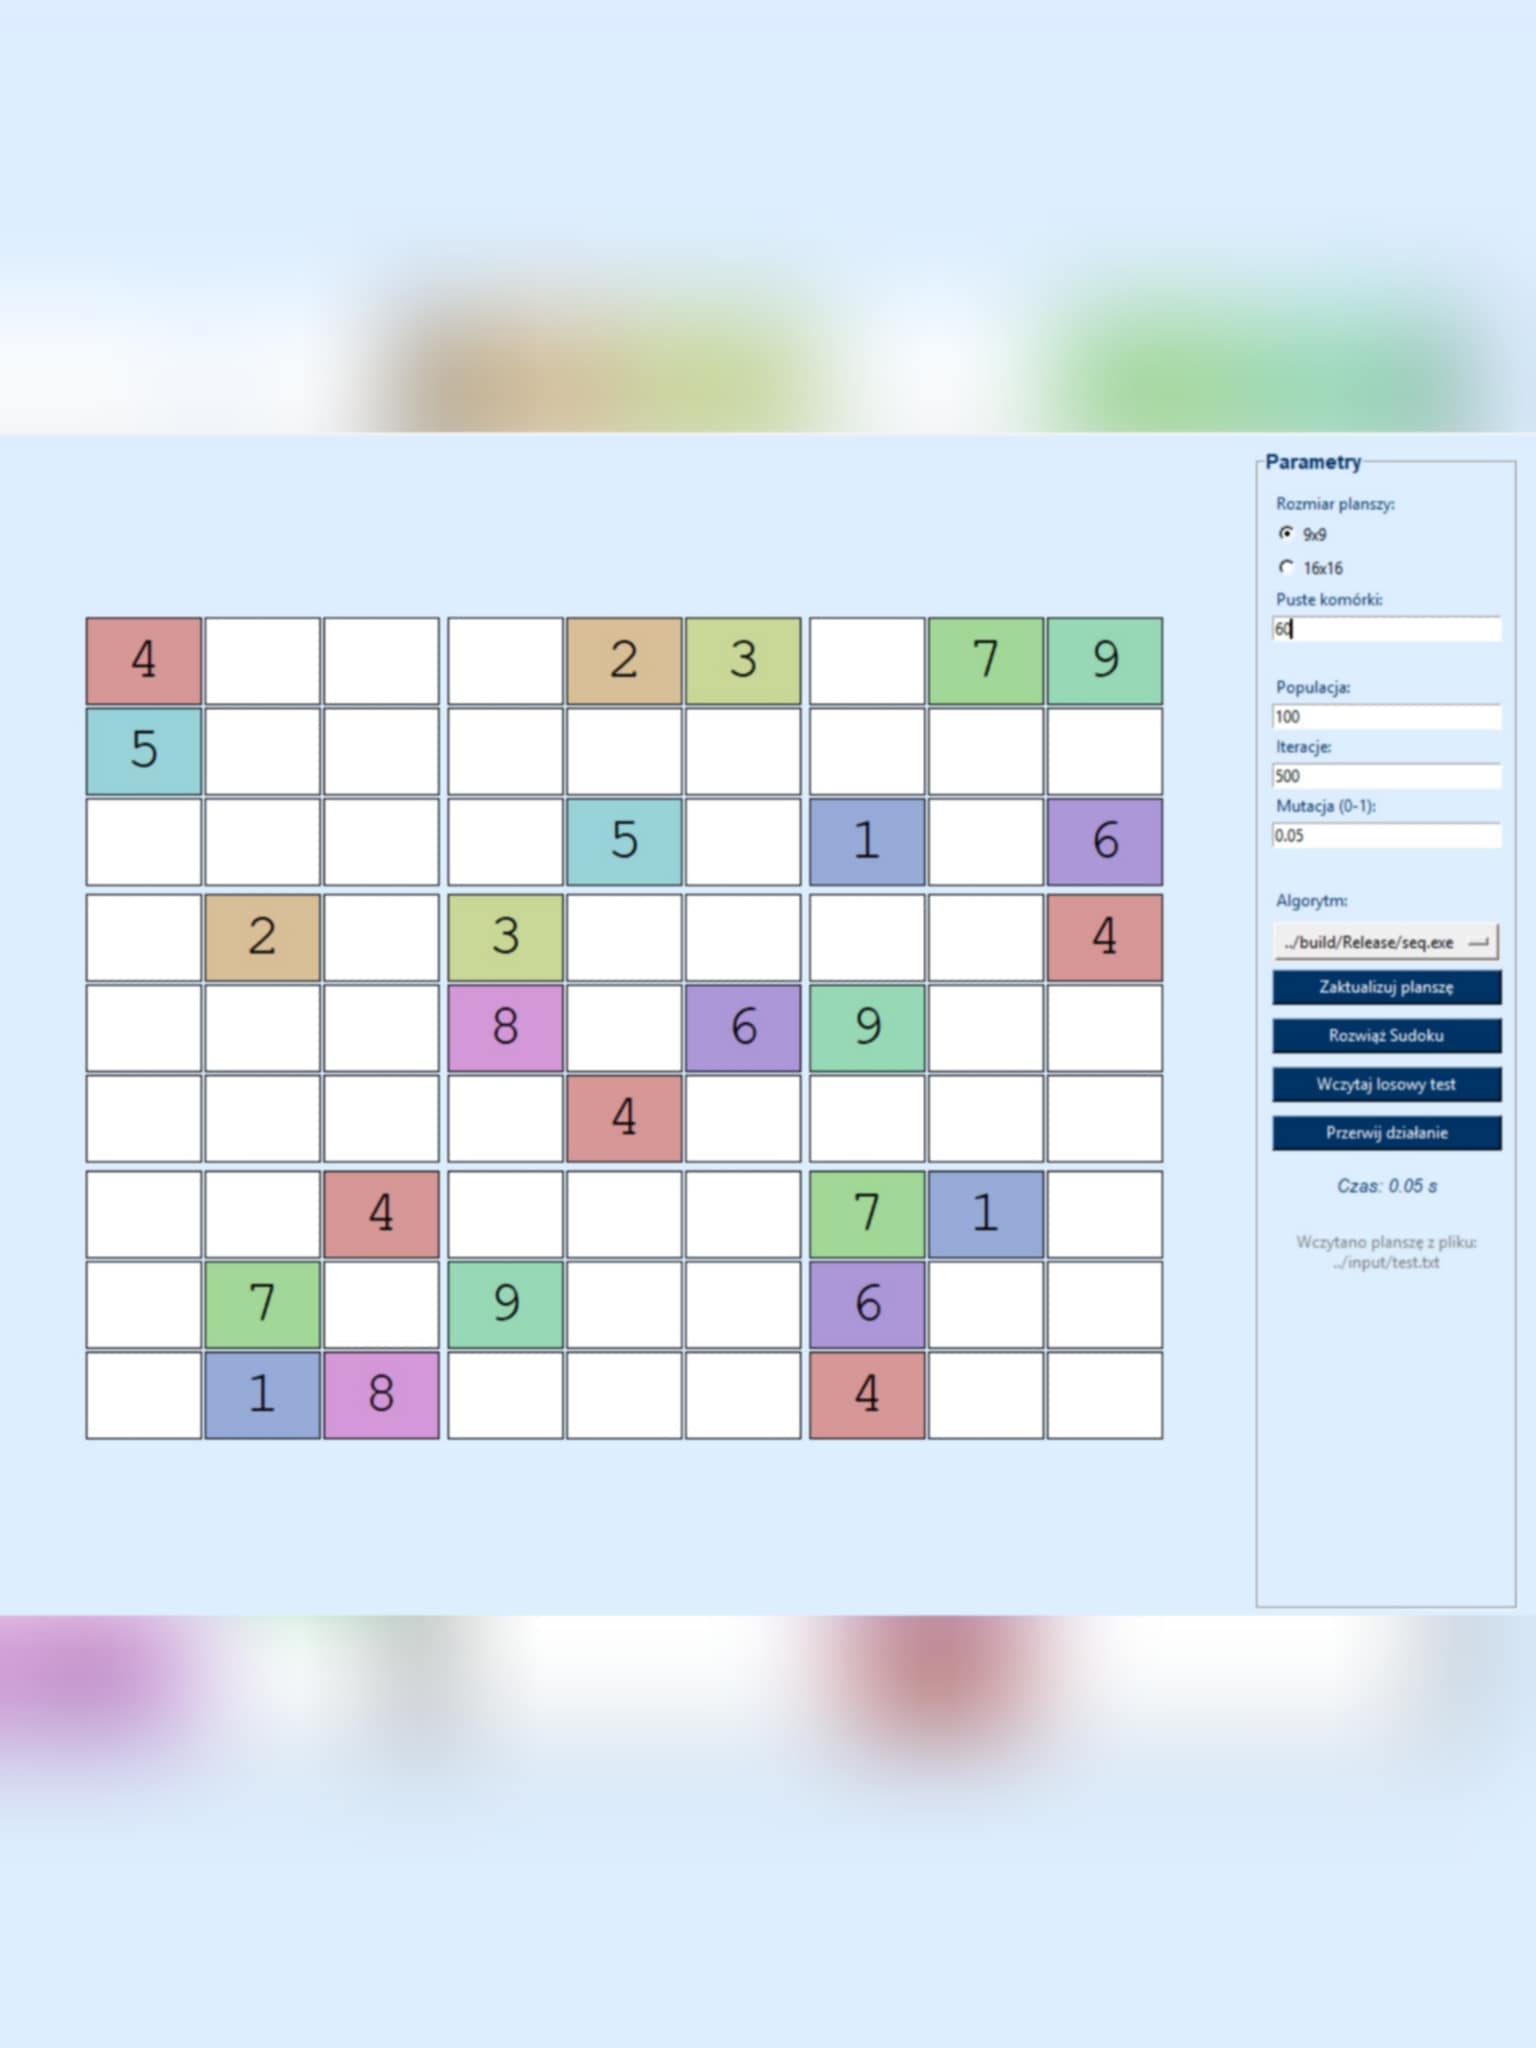 4 2 3 7 9
5
5 1 6
2 3 4
8 6 9
4
4 7 1
7 9 6
1 8 4
Parametry
Rozmiar planszy:
9x9
16x16
Puste komórki:
60
Populacja:
100
Iteracje:
500
Mutacja (0-1):
0.05
Algorytm:
../build/Release/seq.exe
Zaktualizuj planszę
Rozwiąż Sudoku
Wczytaj losowy test
Przerwij działanie
Czas: 0.05 s
Wczytano planszę z pliku:
../input/test.txt